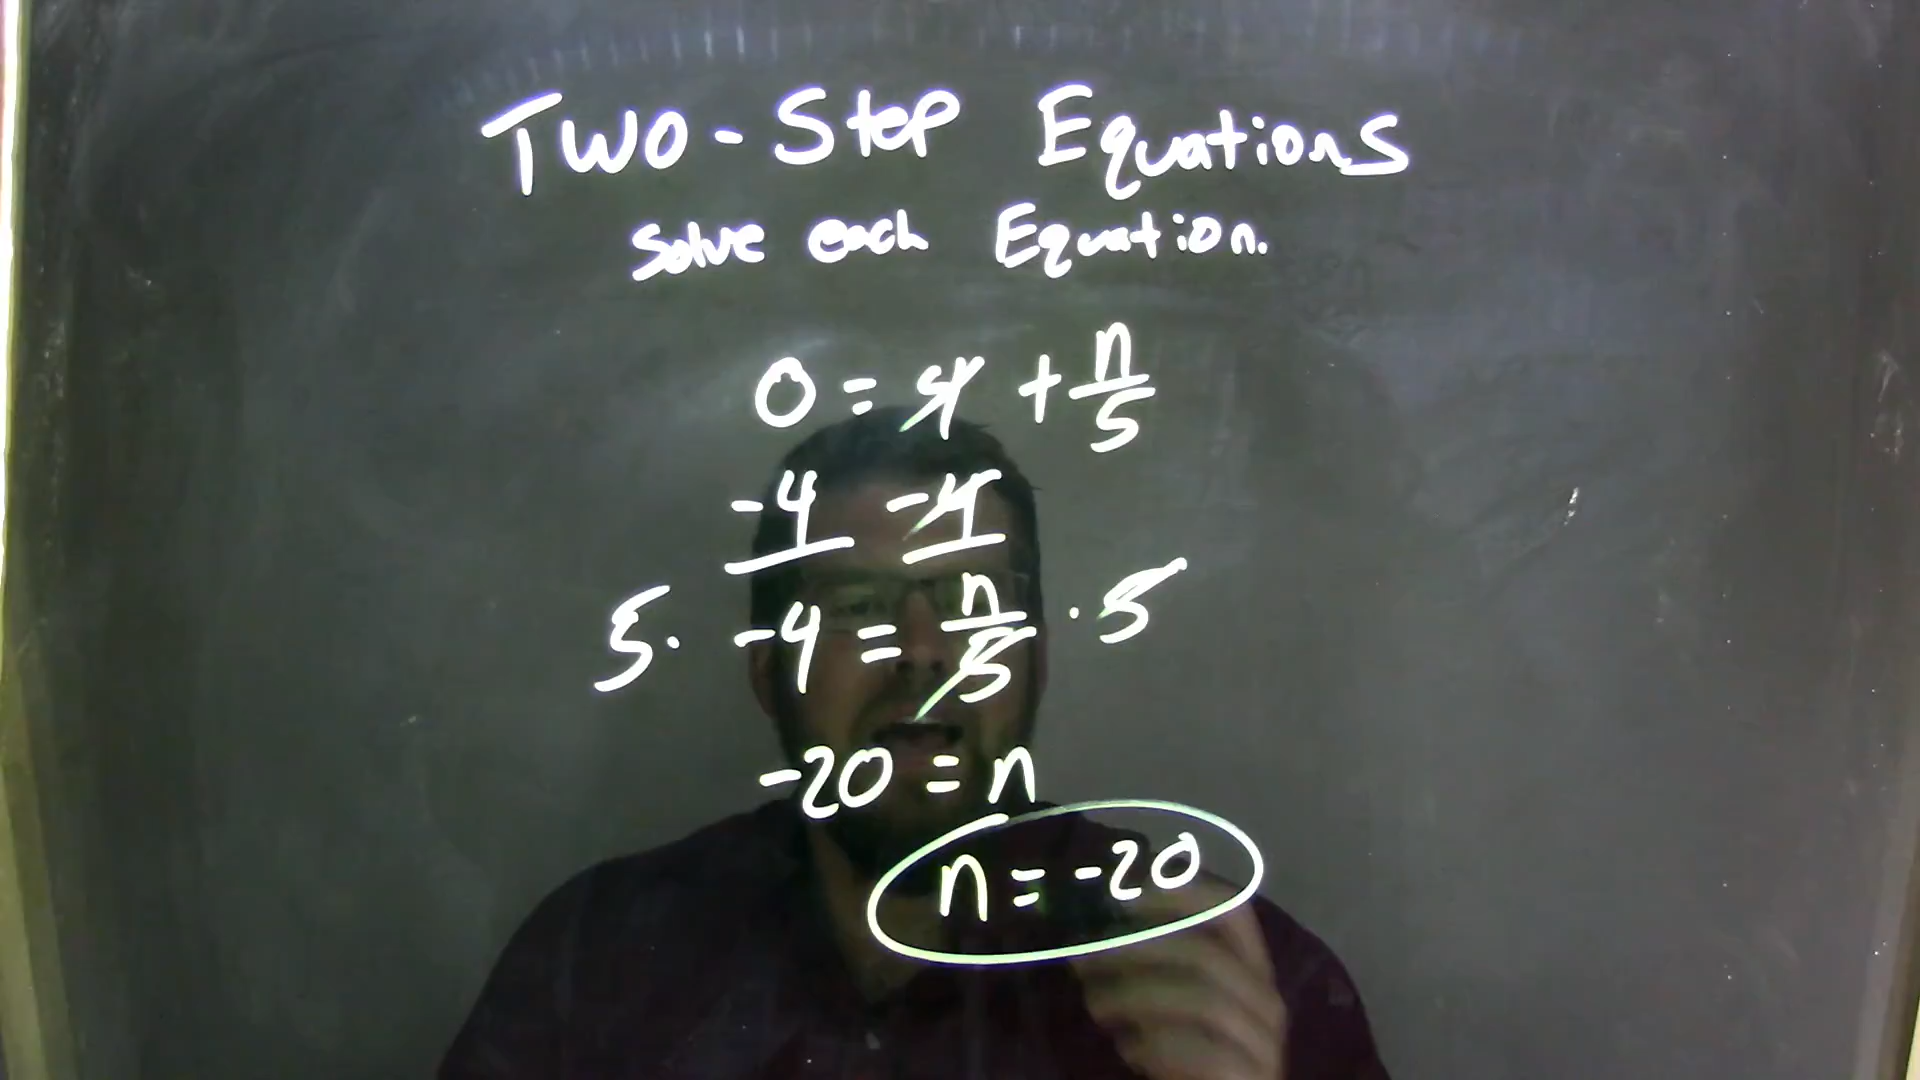 Two-Step Equations
Solve each Equation.
0 = 4 + n/5
-4 -4
5 · -4 = n/5 · 5
-20 = n
n = -20